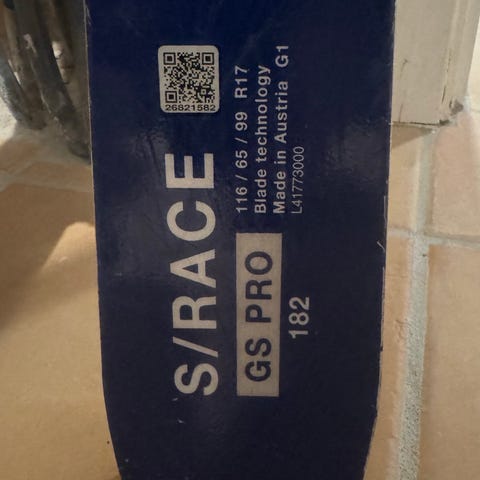 26821582
S/RACE
GS PRO
182
116 / 65 / 99 R17
Blade technology
Made in Austria G1
L41773000